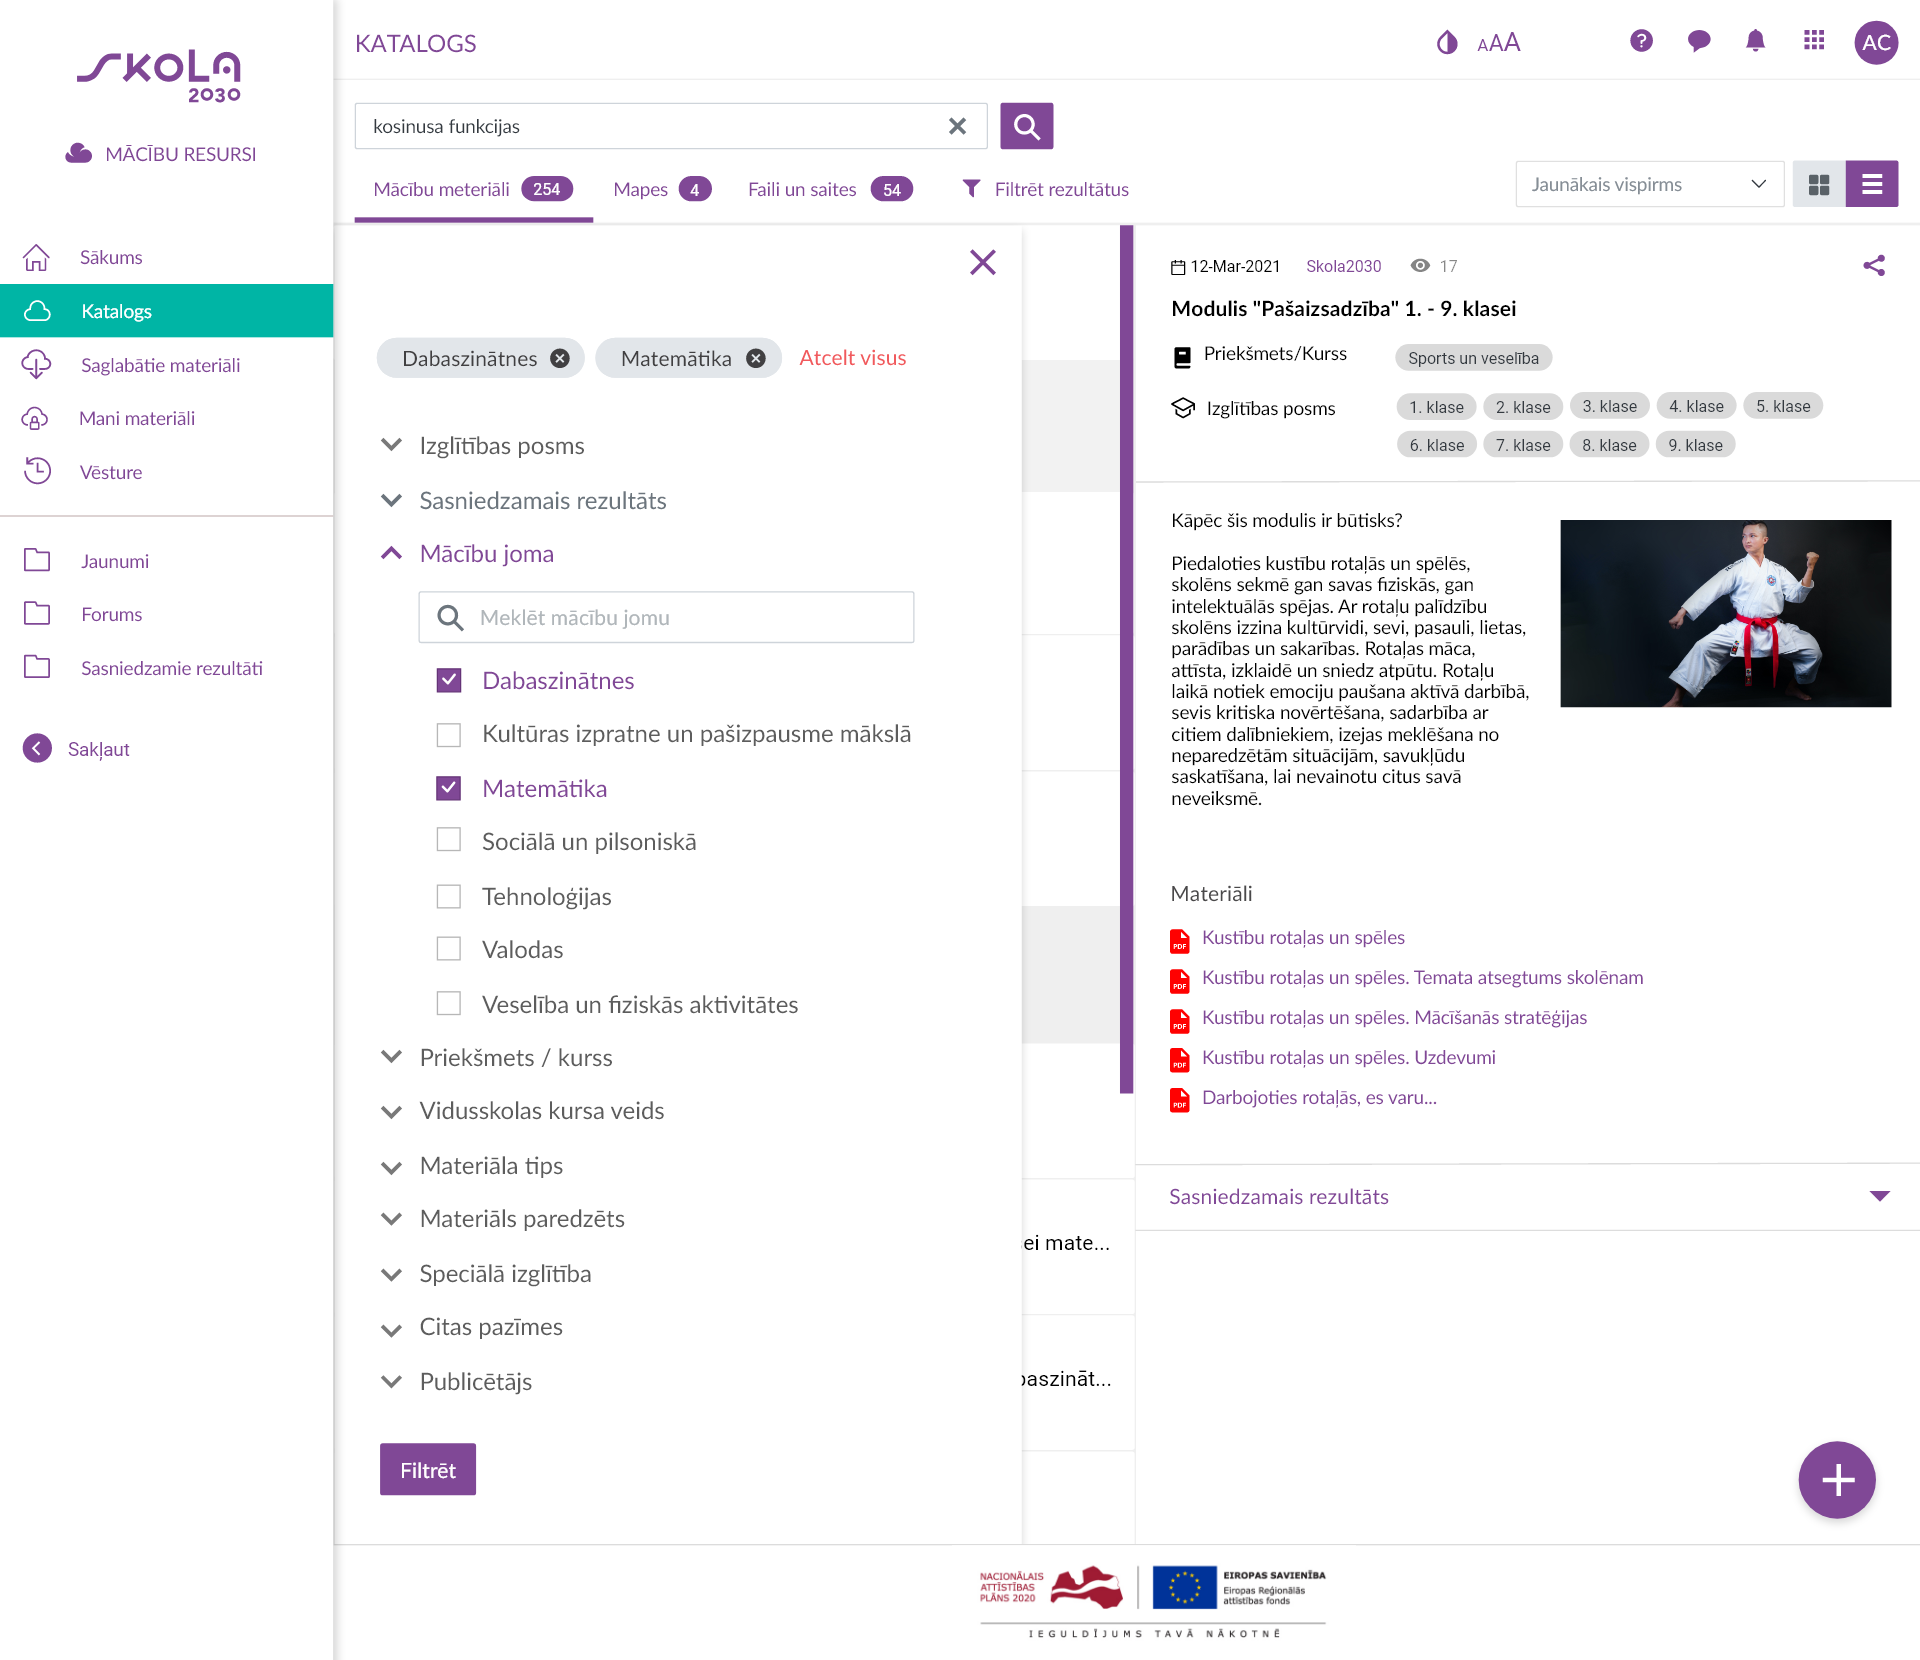 SKOLA
2030
MĀCĪBU RESURSI
Sākums
Katalogs
Saglabātie materiāli
Mani materiāli
Vēsture
Jaunumi
Forums
Sasniedzamie rezultāti
Sakļaut
KATALOGS
AAA
AC
kosinusa funkcijas
Mācību meteriāli 254
Mapes 4
Faili un saites 54
Filtrēt rezultātus
Jaunākais vispirms
Dabaszinātnes
Matemātika
Atcelt visus
Izglītības posms
Sasniedzamais rezultāts
Mācību joma
Meklēt mācību jomu
Dabaszinātnes
Kultūras izpratne un pašizpausme mākslā
Matemātika
Sociālā un pilsoniskā
Tehnoloģijas
Valodas
Veselība un fiziskās aktivitātes
Priekšmets / kurss
Vidusskolas kursa veids
Materiāla tips
Materiāls paredzēts
Speciālā izglītība
Citas pazīmes
Publicētājs
Filtrēt
ei mate...
paszināt...
12-Mar-2021 Skola2030 17
Modulis "Pašaizsadzība" 1. - 9. klasei
Priekšmets/Kurss Sports un veselība
Izglītības posms 1. klase 2. klase 3. klase 4. klase 5. klase
6. klase 7. klase 8. klase 9. klase
Kāpēc šis modulis ir būtisks?
Piedaloties kustību rotaļās un spēlēs,
skolēns sekmē gan savas fiziskās, gan
intelektuālās spējas. Ar rotaļu palīdzību
skolēns izzina kultūrvidi, sevi, pasauli, lietas,
parādības un sakarības. Rotaļas māca,
attīsta, izklaidē un sniedz atpūtu. Rotaļu
laikā notiek emociju paušana aktīvā darbībā,
sevis kritiska novērtēšana, sadarbība ar
citiem dalībniekiem, izejas meklēšana no
neparedzētām situācijām, savukļūdu
saskatīšana, lai nevainotu citus savā
neveiksmē.
Materiāli
PDF Kustību rotaļas un spēles
PDF Kustību rotaļas un spēles. Temata atsegtums skolēnam
PDF Kustību rotaļas un spēles. Mācīšanās stratēģijas
PDF Kustību rotaļas un spēles. Uzdevumi
PDF Darbojoties rotaļās, es varu...
Sasniedzamais rezultāts
NACIONĀLAIS
ATTĪSTĪBAS
PLĀNS 2020
EIROPAS SAVIENĪBA
Eiropas Reģionālās
attīstības fonds
IEGULDĪJUMS TAVĀ NĀKOTNĒ